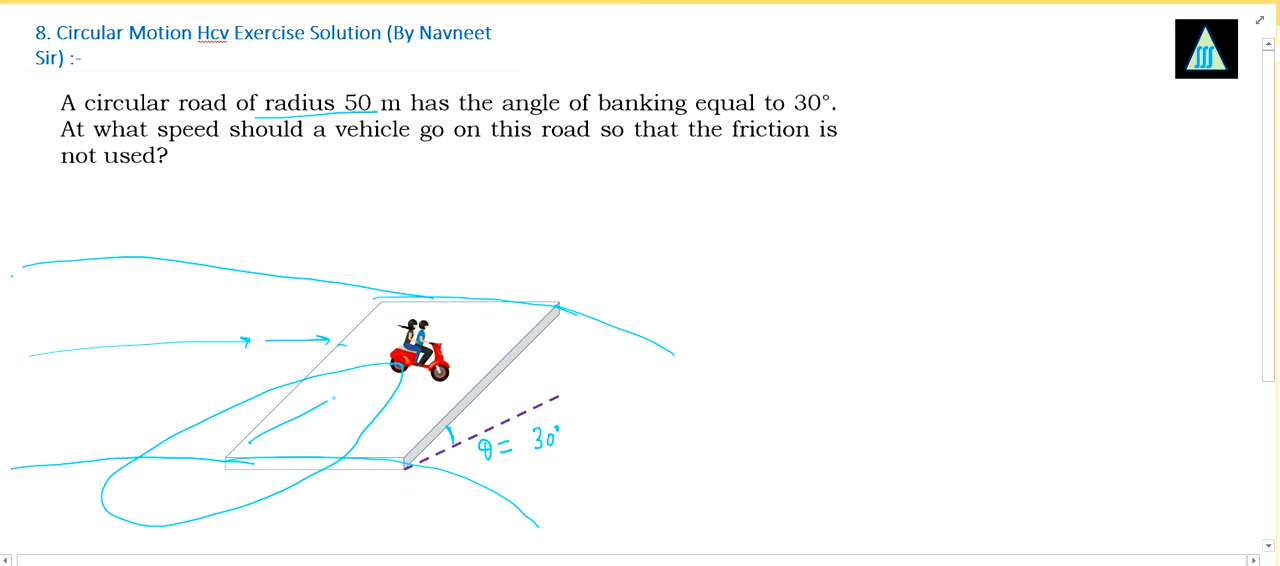 8. Circular Motion Hcv Exercise Solution (By Navneet
Sir) :-
A circular road of radius 50 m has the angle of banking equal to 30°.
At what speed should a vehicle go on this road so that the friction is
not used?
θ = 30°